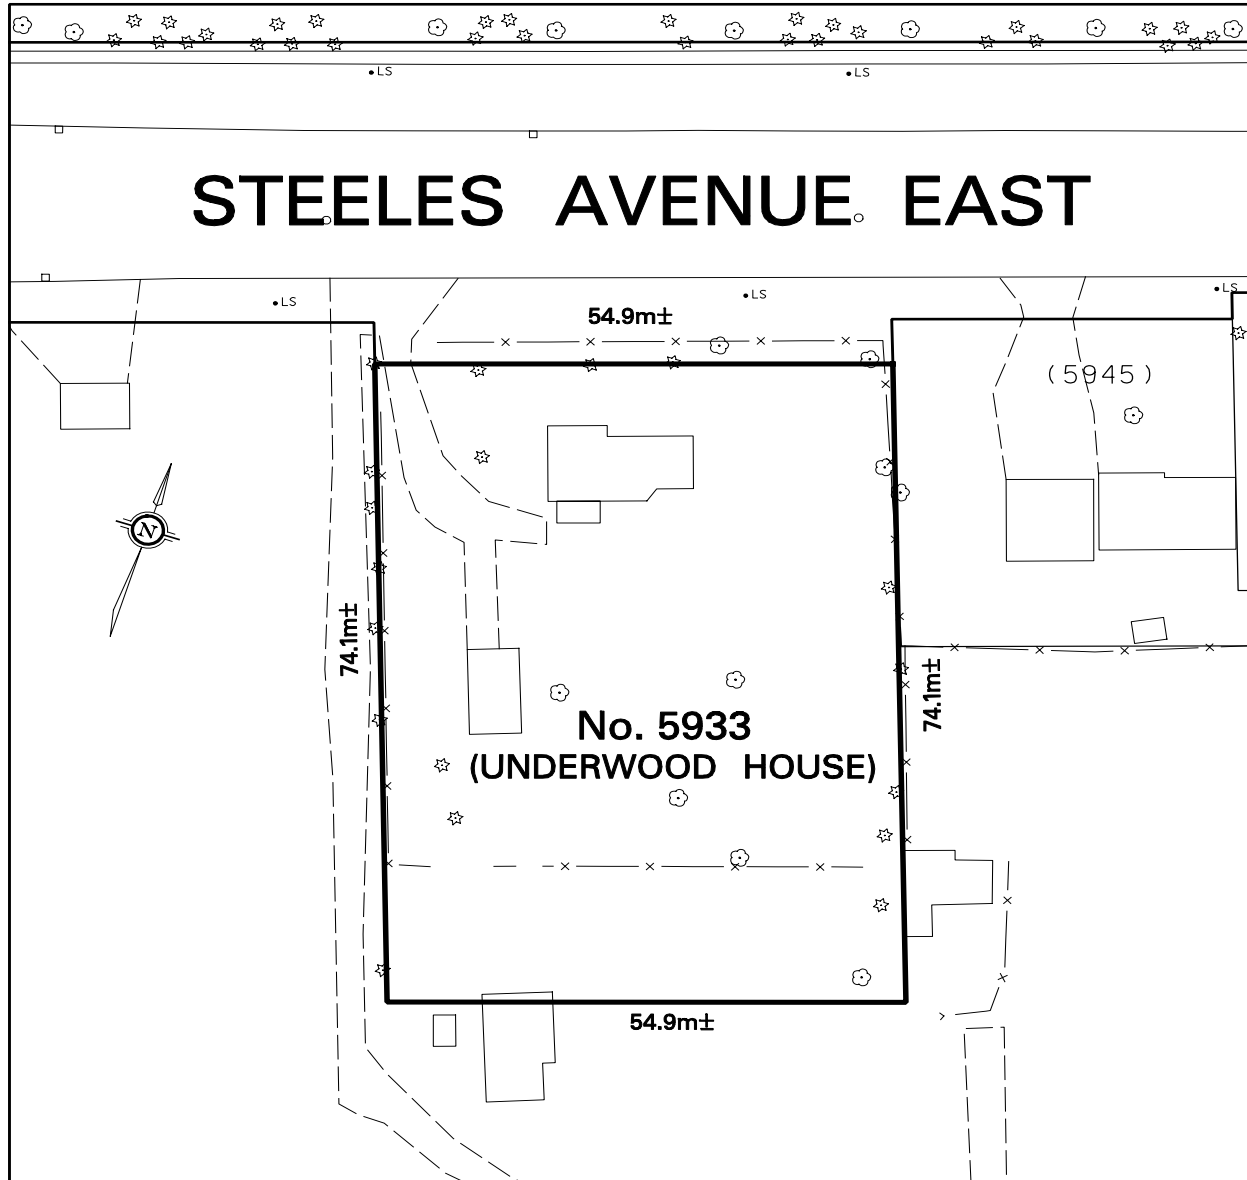 LS
LS
STEELES AVENUE EAST
LS
LS
LS
54.9m±
(5945)
N
74.1m±
74.1m±
No. 5933
(UNDERWOOD HOUSE)
54.9m±